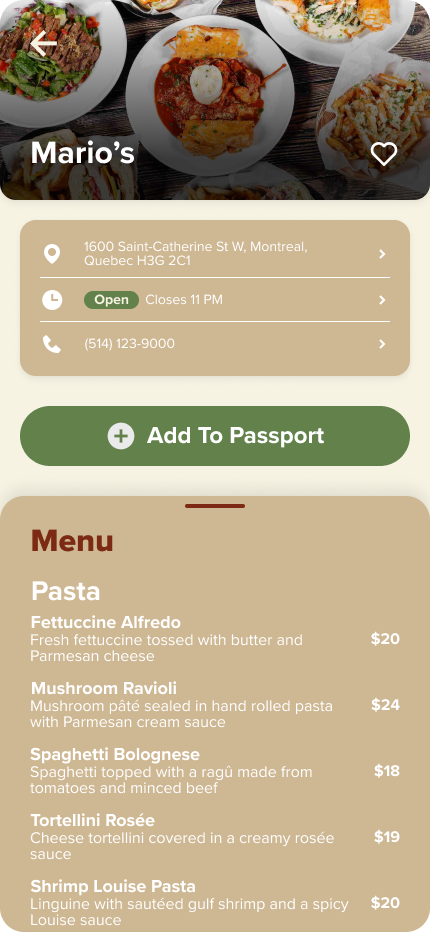 Mario’s
1600 Saint-Catherine St W, Montreal,
Quebec H3G 2C1
Open Closes 11 PM
(514) 123-9000
Add To Passport
Menu
Pasta
Fettuccine Alfredo
Fresh fettuccine tossed with butter and
Parmesan cheese
$20
Mushroom Ravioli
Mushroom pâté sealed in hand rolled pasta
with Parmesan cream sauce
$24
Spaghetti Bolognese
Spaghetti topped with a ragû made from
tomatoes and minced beef
$18
Tortellini Rosée
Cheese tortellini covered in a creamy rosée
sauce
$19
Shrimp Louise Pasta
Linguine with sautéed gulf shrimp and a spicy
Louise sauce
$20